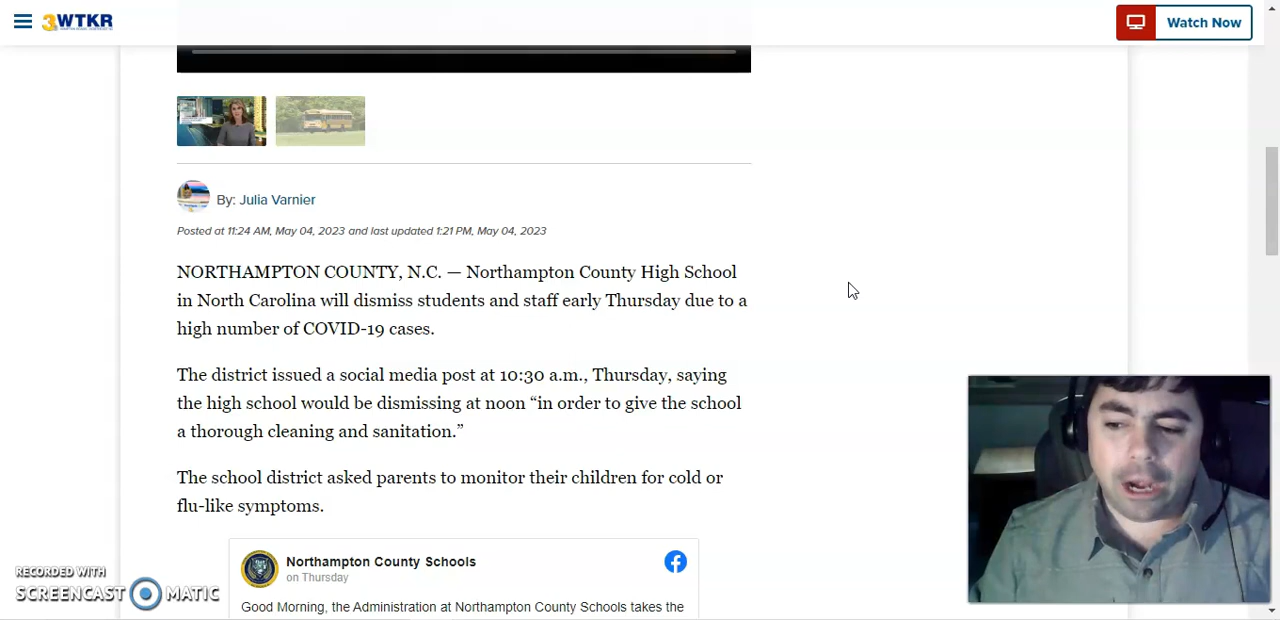 3WTKR
Watch Now
By: Julia Varnier
Posted at 11:24 AM, May 04, 2023 and last updated 1:21 PM, May 04, 2023
NORTHAMPTON COUNTY, N.C. — Northampton County High School
in North Carolina will dismiss students and staff early Thursday due to a
high number of COVID-19 cases.
The district issued a social media post at 10:30 a.m., Thursday, saying
the high school would be dismissing at noon “in order to give the school
a thorough cleaning and sanitation.”
The school district asked parents to monitor their children for cold or
flu-like symptoms.
Northampton County Schools
on Thursday
Good Morning, the Administration at Northampton County Schools takes the
RECORDED WITH
SCREENCAST MATIC